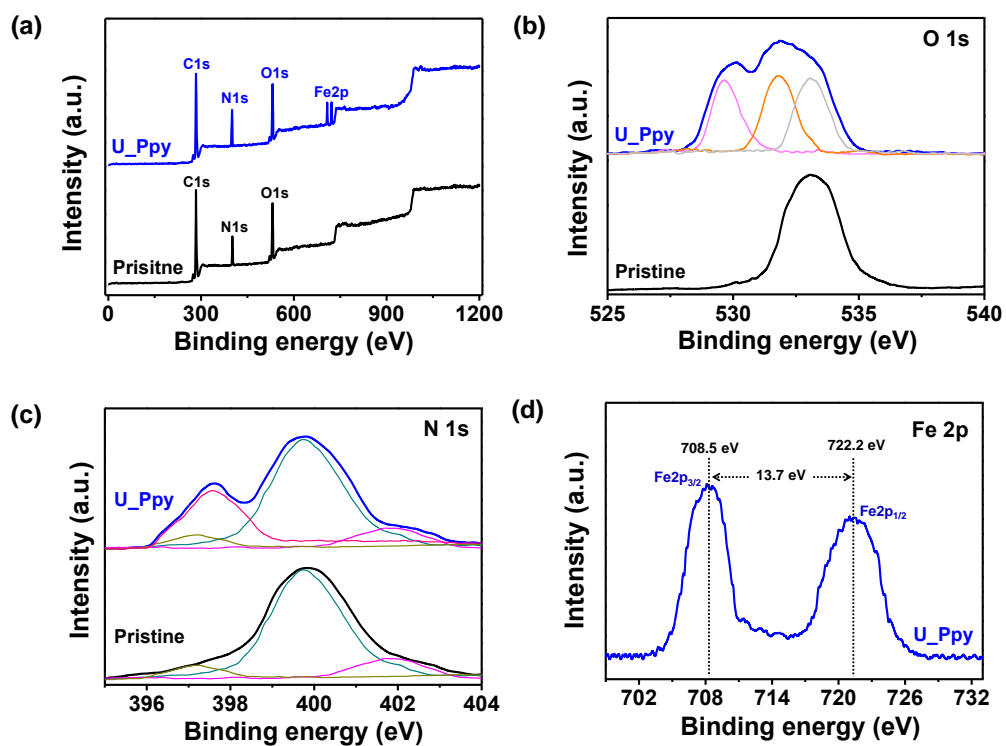 (a)
C1s
N1s
O1s
Fe2p
U_Ppy
C1s
N1s
O1s
Prisitne
Intensity (a.u.)
0 300 600 900 1200
Binding energy (eV)
(b)
O 1s
U_Ppy
Pristine
Intensity (a.u.)
525 530 535 540
Binding energy (eV)
(c)
N 1s
U_Ppy
Pristine
Intensity (a.u.)
396 398 400 402 404
Binding energy (eV)
(d)
Fe 2p
708.5 eV
722.2 eV
Fe2p3/2
13.7 eV
Fe2p1/2
U_Ppy
Intensity (a.u.)
702 708 714 720 726 732
Binding energy (eV)